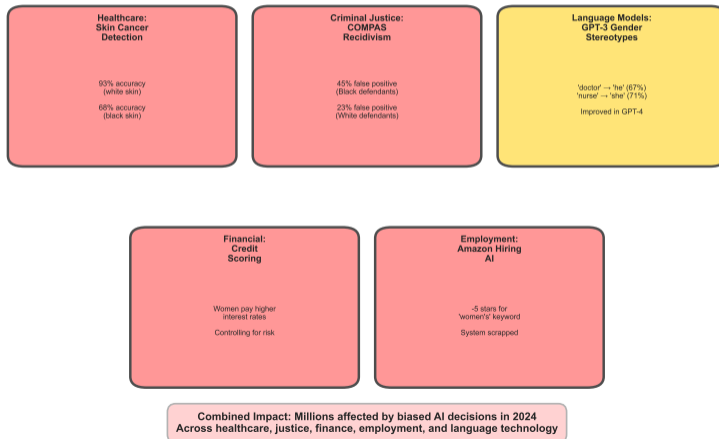 Healthcare:
Skin Cancer
Detection
93% accuracy
(white skin)
68% accuracy
(black skin)
Criminal Justice:
COMPAS
Recidivism
45% false positive
(Black defendants)
23% false positive
(White defendants)
Language Models:
GPT-3 Gender
Stereotypes
'doctor' → 'he' (67%)
'nurse' → 'she' (71%)
Improved in GPT-4
Financial:
Credit
Scoring
Women pay higher
interest rates
Controlling for risk
Employment:
Amazon Hiring
AI
-5 stars for
'women's' keyword
System scrapped
Combined Impact: Millions affected by biased AI decisions in 2024
Across healthcare, justice, finance, employment, and language technology